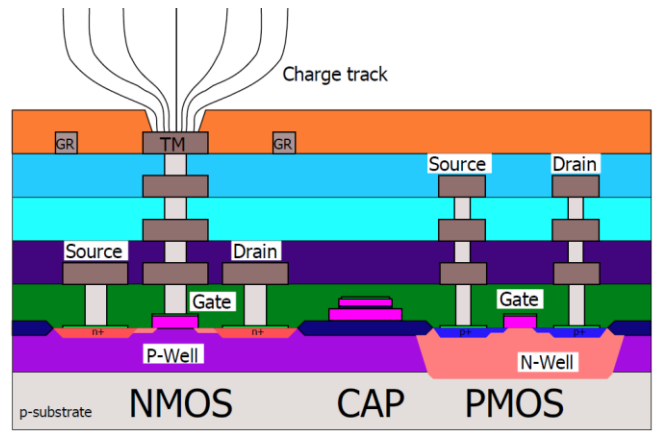 Charge track
GR
TM
GR
Source
Drain
Source
Drain
Gate
Gate
n+
n+
p+
p+
P-Well
N-Well
p-substrate
NMOS
CAP
PMOS